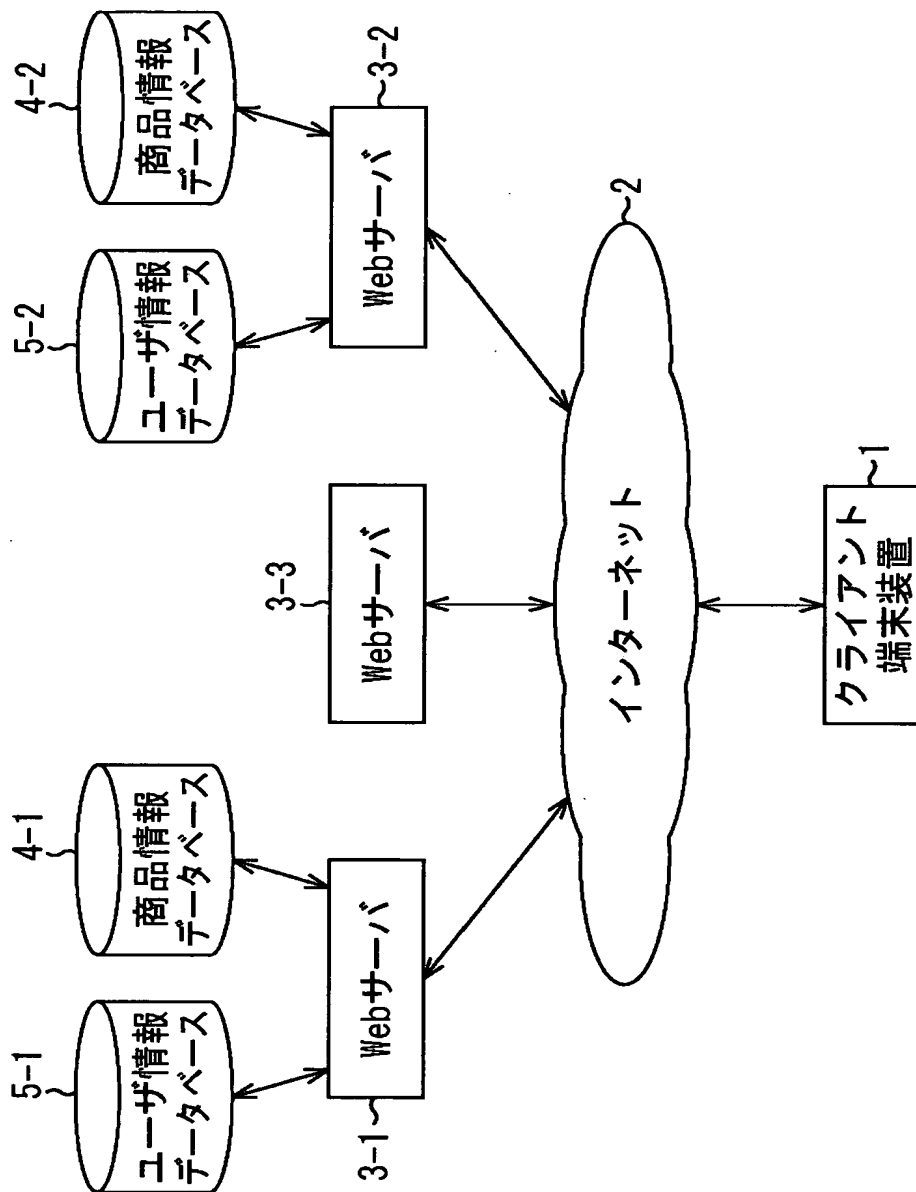 5-1
4-1
5-2
4-2
ユーザ情報
データベース
商品情報
データベース
ユーザ情報
データベース
商品情報
データベース
3-1
Webサーバ
3-3
Webサーバ
Webサーバ
3-2
インターネット
2
クライアント
端末装置
1